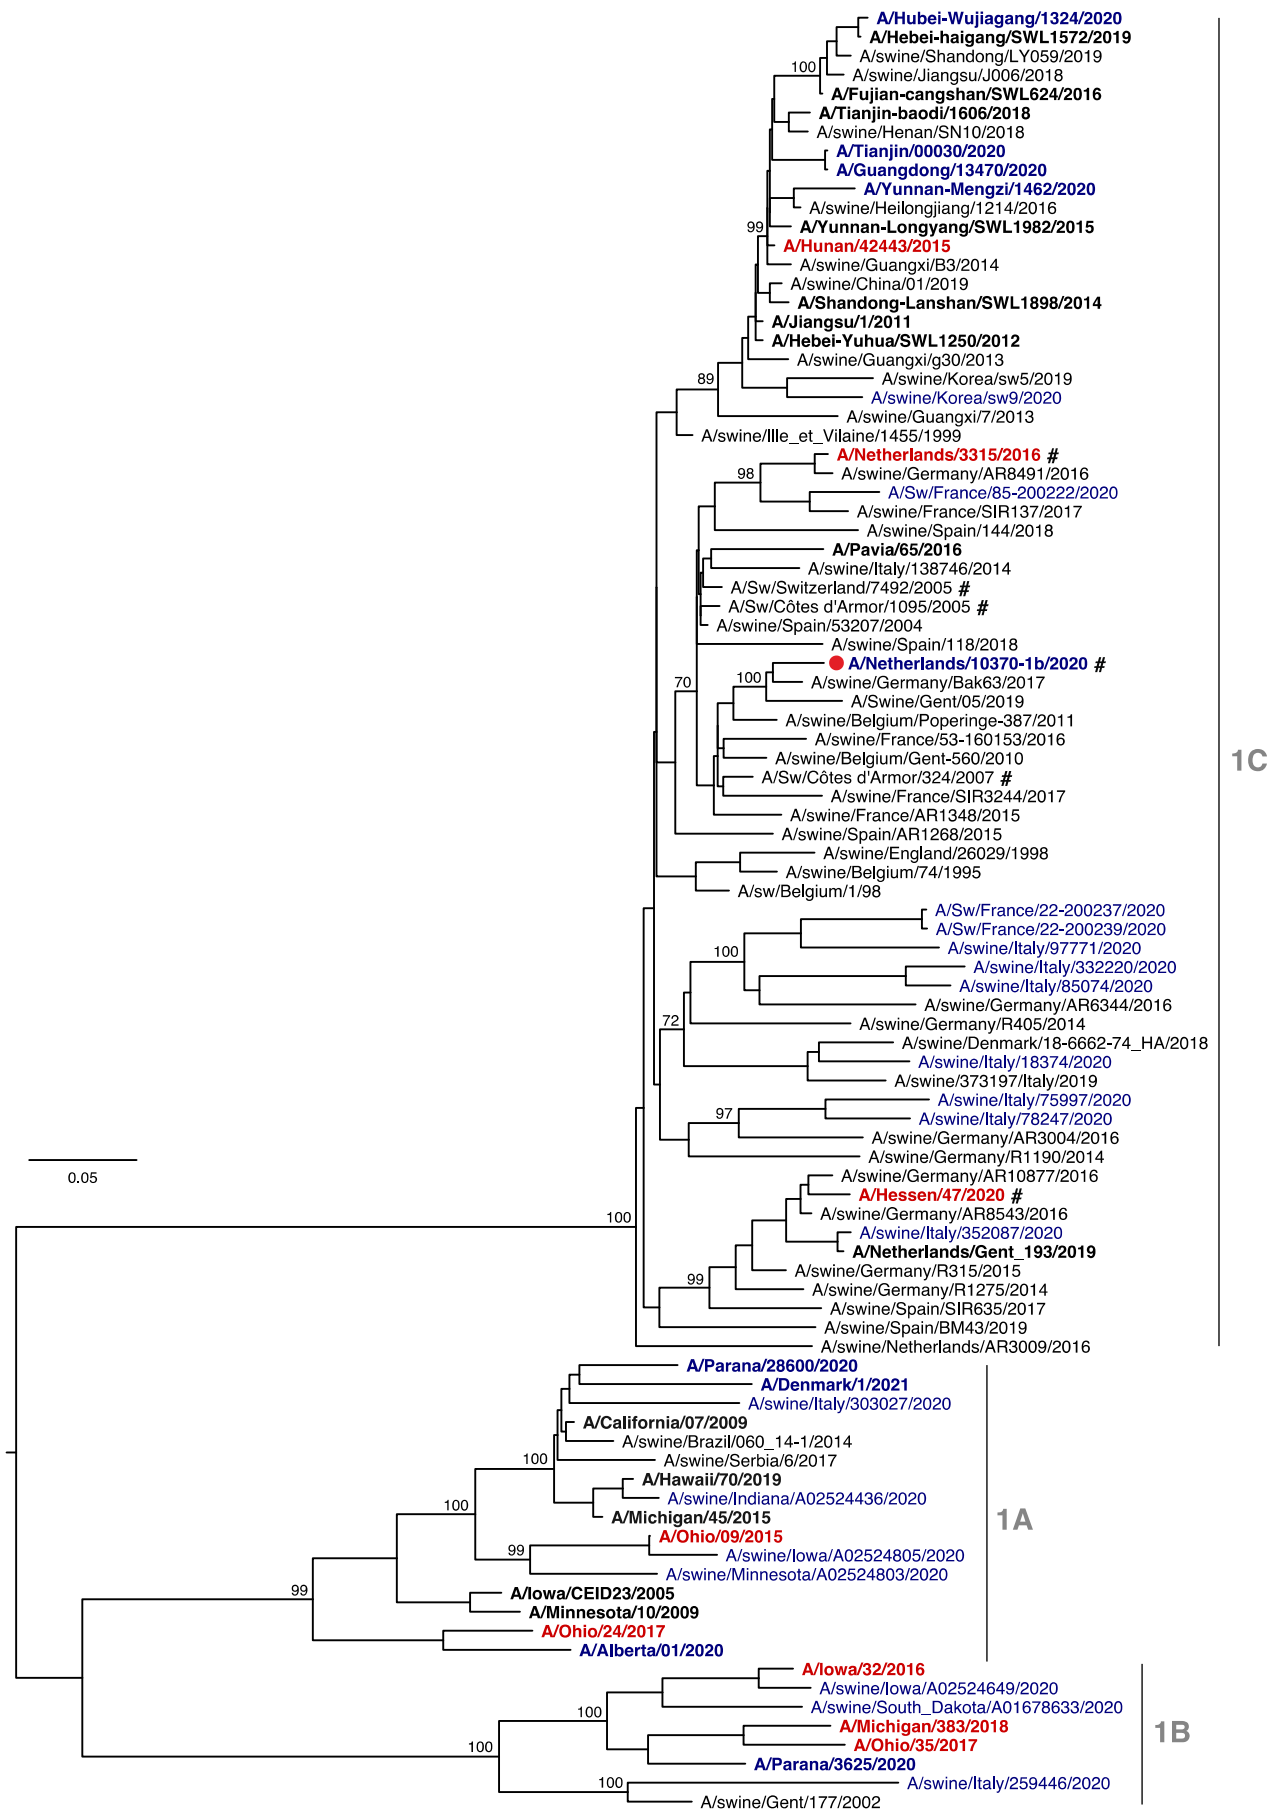 A/Hubei-Wujiagang/1324/2020
A/Hebei-haigang/SWL1572/2019
A/swine/Shandong/LY059/2019
100
A/swine/Jiangsu/J006/2018
A/Fujian-cangshan/SWL624/2016
A/Tianjin-baodi/1606/2018
A/swine/Henan/SN10/2018
A/Tianjin/00030/2020
A/Guangdong/13470/2020
A/Yunnan-Mengzi/1462/2020
A/swine/Heilongjiang/1214/2016
99
A/Yunnan-Longyang/SWL1982/2015
A/Hunan/42443/2015
A/swine/Guangxi/B3/2014
A/swine/China/01/2019
A/Shandong-Lanshan/SWL1898/2014
A/Jiangsu/1/2011
A/Hebei-Yuhua/SWL1250/2012
A/swine/Guangxi/g30/2013
89
A/swine/Korea/sw5/2019
A/swine/Korea/sw9/2020
A/swine/Guangxi/7/2013
A/swine/Ille_et_Vilaine/1455/1999
A/Netherlands/3315/2016 #
98
A/swine/Germany/AR8491/2016
A/Sw/France/85-200222/2020
A/swine/France/SIR137/2017
A/swine/Spain/144/2018
A/Pavia/65/2016
A/swine/Italy/138746/2014
A/Sw/Switzerland/7492/2005 #
A/Sw/Côtes d'Armor/1095/2005 #
A/swine/Spain/53207/2004
A/swine/Spain/118/2018
A/Netherlands/10370-1b/2020 #
70
100
A/swine/Germany/Bak63/2017
A/Swine/Gent/05/2019
A/swine/Belgium/Poperinge-387/2011
A/swine/France/53-160153/2016
A/swine/Belgium/Gent-560/2010
1C
A/Sw/Côtes d'Armor/324/2007 #
A/swine/France/SIR3244/2017
A/swine/France/AR1348/2015
A/swine/Spain/AR1268/2015
A/swine/England/26029/1998
A/swine/Belgium/74/1995
A/sw/Belgium/1/98
A/Sw/France/22-200237/2020
A/Sw/France/22-200239/2020
100
A/swine/Italy/97771/2020
A/swine/Italy/332220/2020
A/swine/Italy/85074/2020
A/swine/Germany/AR6344/2016
72
A/swine/Germany/R405/2014
A/swine/Denmark/18-6662-74_HA/2018
A/swine/Italy/18374/2020
A/swine/373197/Italy/2019
A/swine/Italy/75997/2020
97
A/swine/Italy/78247/2020
A/swine/Germany/AR3004/2016
A/swine/Germany/R1190/2014
0.05
A/swine/Germany/AR10877/2016
A/Hessen/47/2020 #
100
A/swine/Germany/AR8543/2016
A/swine/Italy/352087/2020
A/Netherlands/Gent_193/2019
A/swine/Germany/R315/2015
99
A/swine/Germany/R1275/2014
A/swine/Spain/SIR635/2017
A/swine/Spain/BM43/2019
A/swine/Netherlands/AR3009/2016
A/Parana/28600/2020
A/Denmark/1/2021
A/swine/Italy/303027/2020
A/California/07/2009
A/swine/Brazil/060_14-1/2014
100
A/swine/Serbia/6/2017
A/Hawaii/70/2019
A/swine/Indiana/A02524436/2020
100
A/Michigan/45/2015
1A
A/Ohio/09/2015
99
A/swine/Iowa/A02524805/2020
A/swine/Minnesota/A02524803/2020
99
A/Iowa/CEID23/2005
A/Minnesota/10/2009
A/Ohio/24/2017
A/Alberta/01/2020
A/Iowa/32/2016
A/swine/Iowa/A02524649/2020
A/swine/South_Dakota/A01678633/2020
100
A/Michigan/383/2018
1B
A/Ohio/35/2017
100
A/Parana/3625/2020
100
A/swine/Italy/259446/2020
A/swine/Gent/177/2002